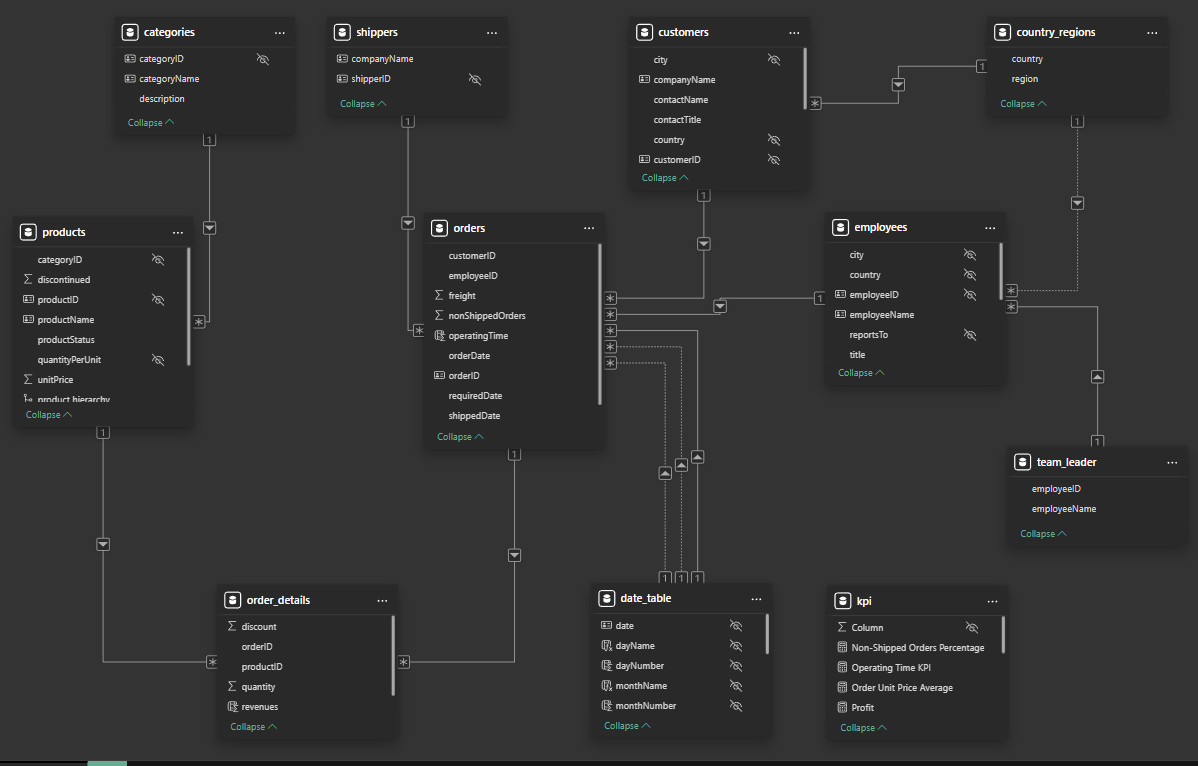 categories
categoryID
categoryName
description
Collapse
shippers
companyName
shipperID
Collapse
customers
city
companyName
contactName
contactTitle
country
customerID
Collapse
country_regions
country
region
Collapse
products
categoryID
discontinued
productID
productName
productStatus
quantityPerUnit
unitPrice
product hierarchy
Collapse
orders
customerID
employeeID
freight
nonShippedOrders
operatingTime
orderDate
orderID
requiredDate
shippedDate
Collapse
employees
city
country
employeeID
employeeName
reportsTo
title
Collapse
team_leader
employeeID
employeeName
Collapse
order_details
discount
orderID
productID
quantity
revenues
Collapse
date_table
date
dayName
dayNumber
monthName
monthNumber
Collapse
kpi
Column
Non-Shipped Orders Percentage
Operating Time KPI
Order Unit Price Average
Profit
Collapse
1
1
1
1
1
1
1
1
1
1
1
1
1